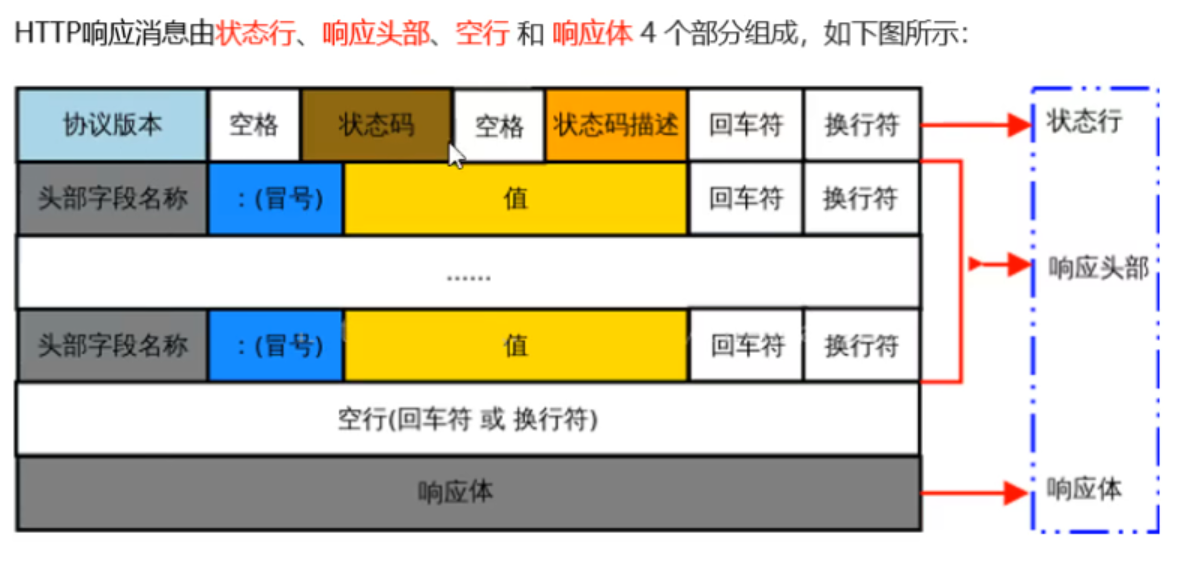 HTTP响应消息由状态行、响应头部、空行 和 响应体 4 个部分组成，如下图所示：
协议版本 空格 状态码 空格 状态码描述 回车符 换行符 状态行
头部字段名称 ：(冒号) 值 回车符 换行符
响应头部
......
头部字段名称 ：(冒号) 值 回车符 换行符
空行(回车符 或 换行符)
响应体 响应体